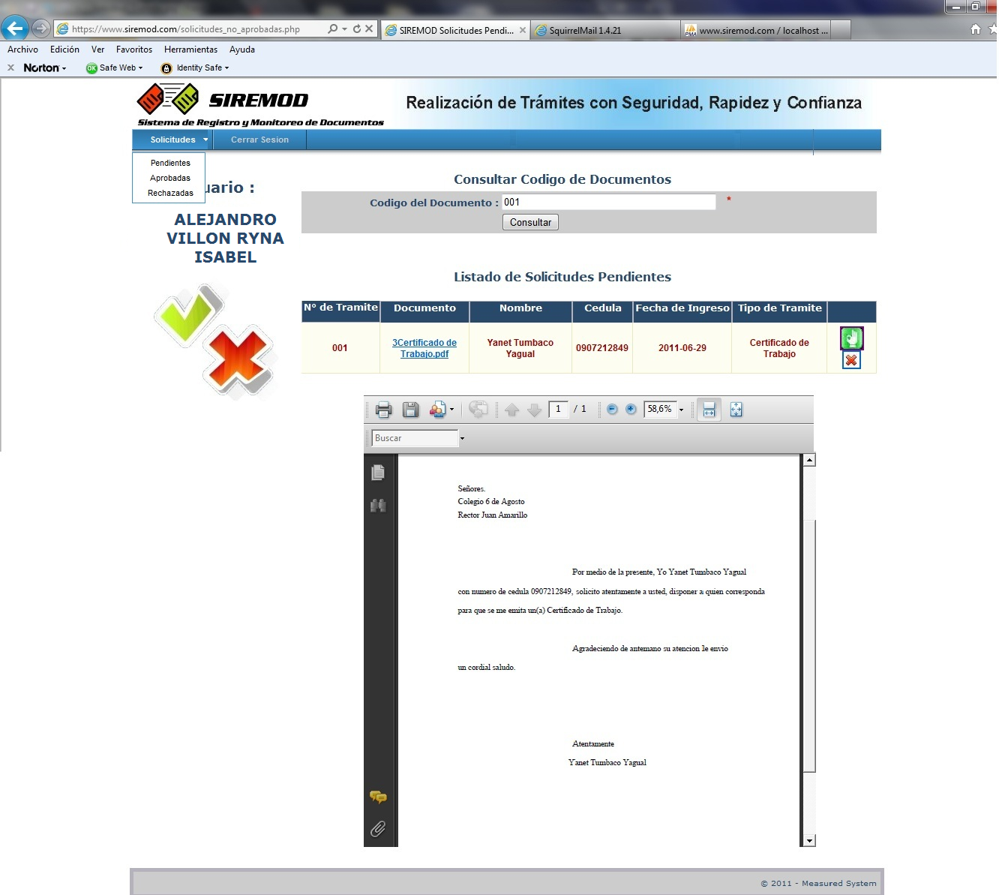 https://www.siremod.com/solicitudes_no_aprobadas.php
SIREMOD Solicitudes Pendi...
SquirrelMail 1.4.21
www.siremod.com / localhost ...
Archivo Edición Ver Favoritos Herramientas Ayuda
x Norton Safe Web Identity Safe
SIREMOD
Sistema de Registro y Monitoreo de Documentos
Realización de Trámites con Seguridad, Rapidez y Confianza
Solicitudes Cerrar Sesion
Pendientes
Aprobadas
Rechazadas
uario :
ALEJANDRO
VILLON RYNA
ISABEL
Consultar Codigo de Documentos
Codigo del Documento : 001 *
Consultar
Listado de Solicitudes Pendientes
N° de Tramite Documento Nombre Cedula Fecha de Ingreso Tipo de Tramite
001 3Certificado de Trabajo.pdf Yanet Tumbaco Yagual 0907212849 2011-06-29 Certificado de Trabajo
1 / 1 58,6%
Buscar
Señores.
Colegio 6 de Agosto
Rector Juan Amarillo
Por medio de la presente, Yo Yanet Tumbaco Yagual
con numero de cedula 0907212849, solicito atentamente a usted, disponer a quien corresponda
para que se me emita un(a) Certificado de Trabajo.
Agradeciendo de antemano su atencion le envio
un cordial saludo.
Atentamente
Yanet Tumbaco Yagual
© 2011 - Measured System